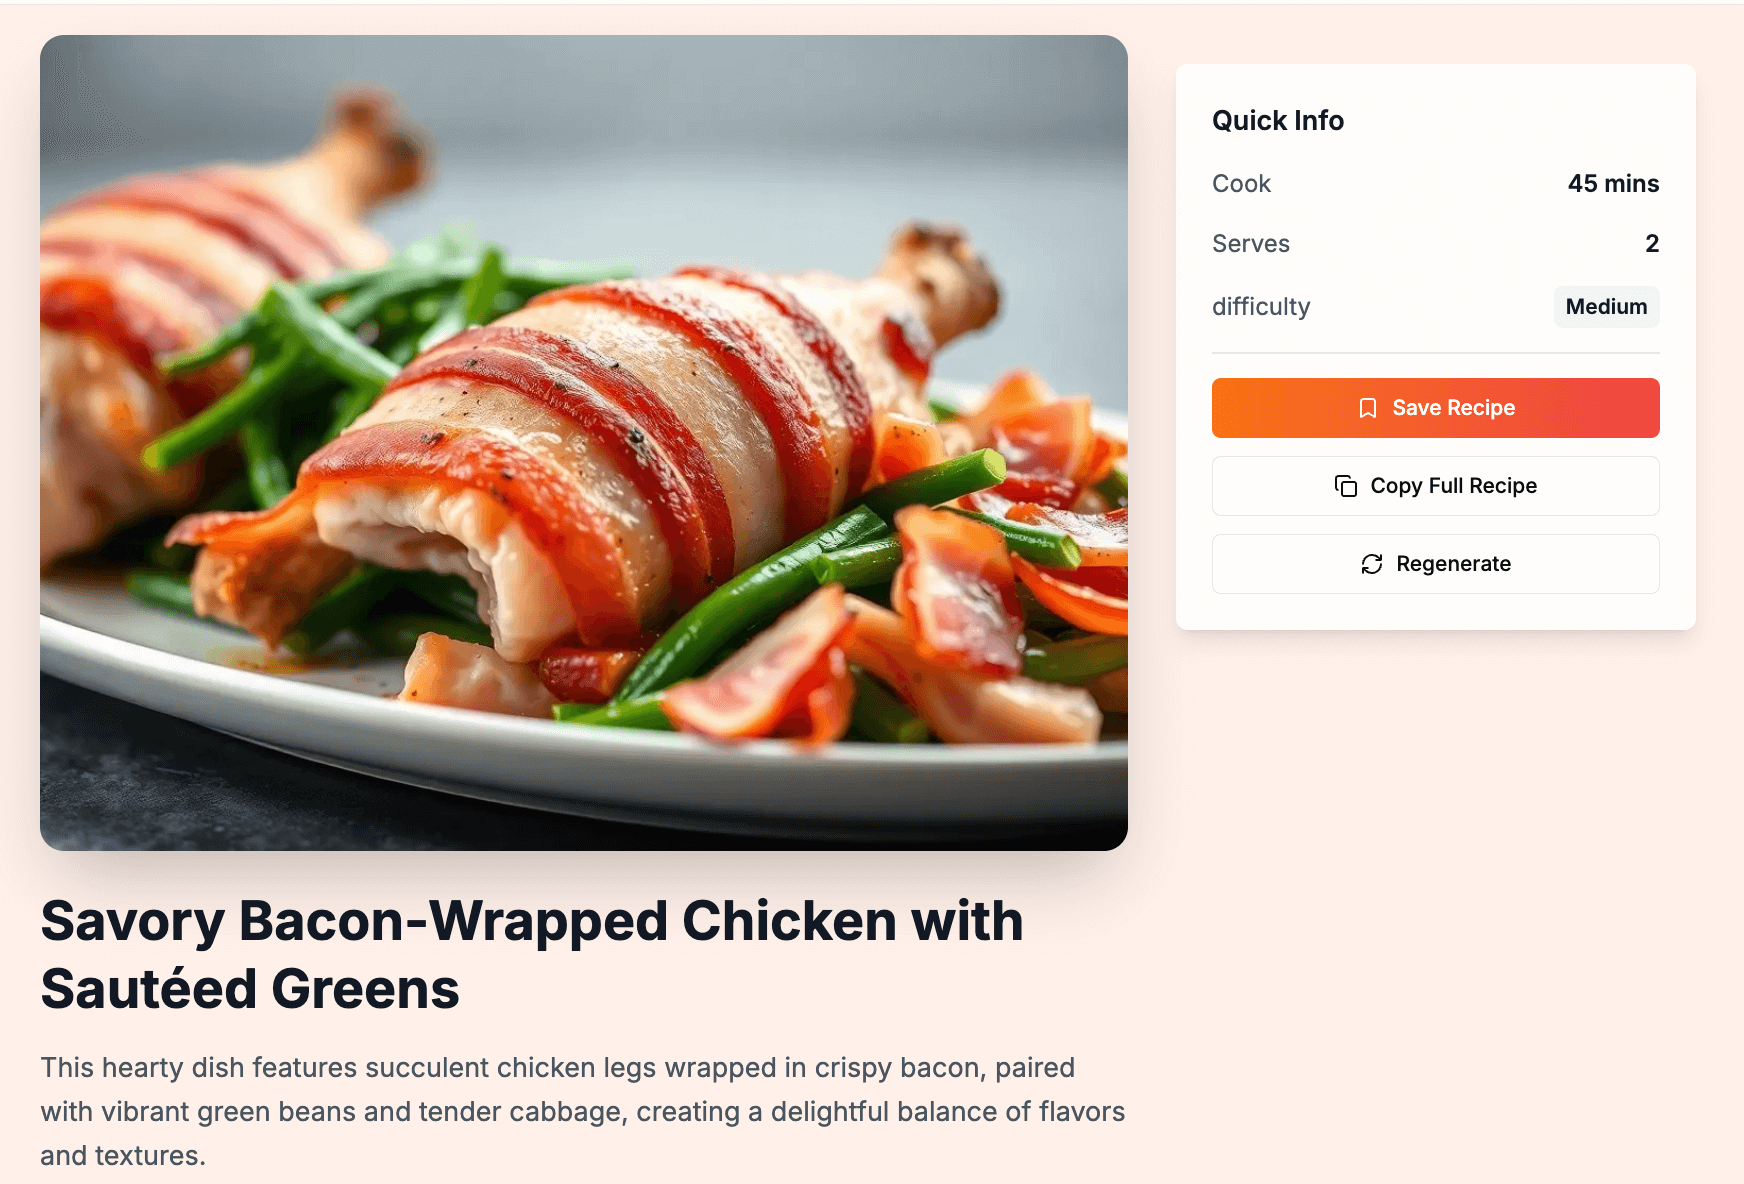 Quick Info
Cook 45 mins
Serves 2
difficulty Medium
Save Recipe
Copy Full Recipe
Regenerate
Savory Bacon-Wrapped Chicken with
Sautéed Greens
This hearty dish features succulent chicken legs wrapped in crispy bacon, paired
with vibrant green beans and tender cabbage, creating a delightful balance of flavors
and textures.